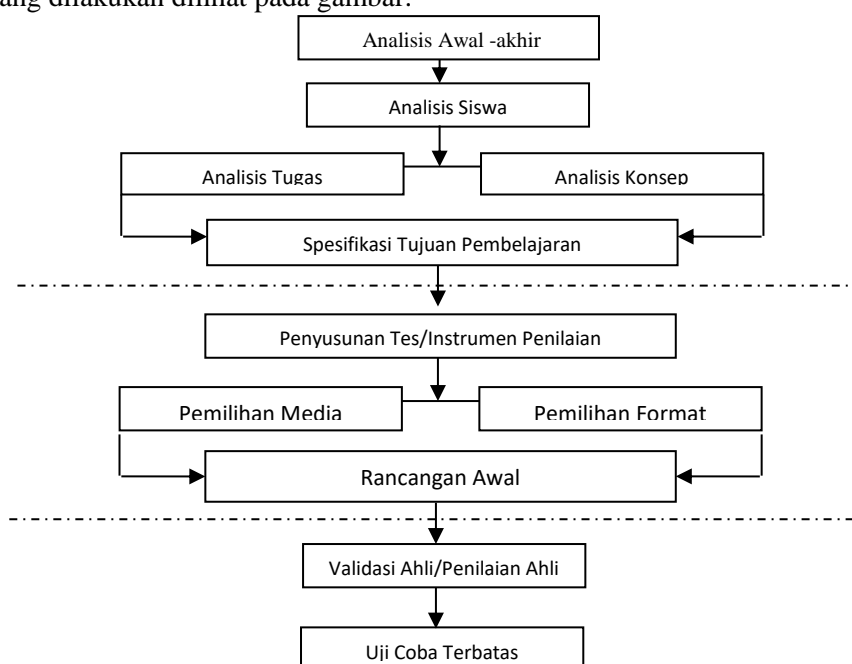 dilakukan dilihat pada gambar.
Analisis Awal -akhir
Analisis Siswa
Analisis Tugas
Analisis Konsep
Spesifikasi Tujuan Pembelajaran
Penyusunan Tes/Instrumen Penilaian
Pemilihan Media
Pemilihan Format
Rancangan Awal
Validasi Ahli/Penilaian Ahli
Uji Coba Terbatas